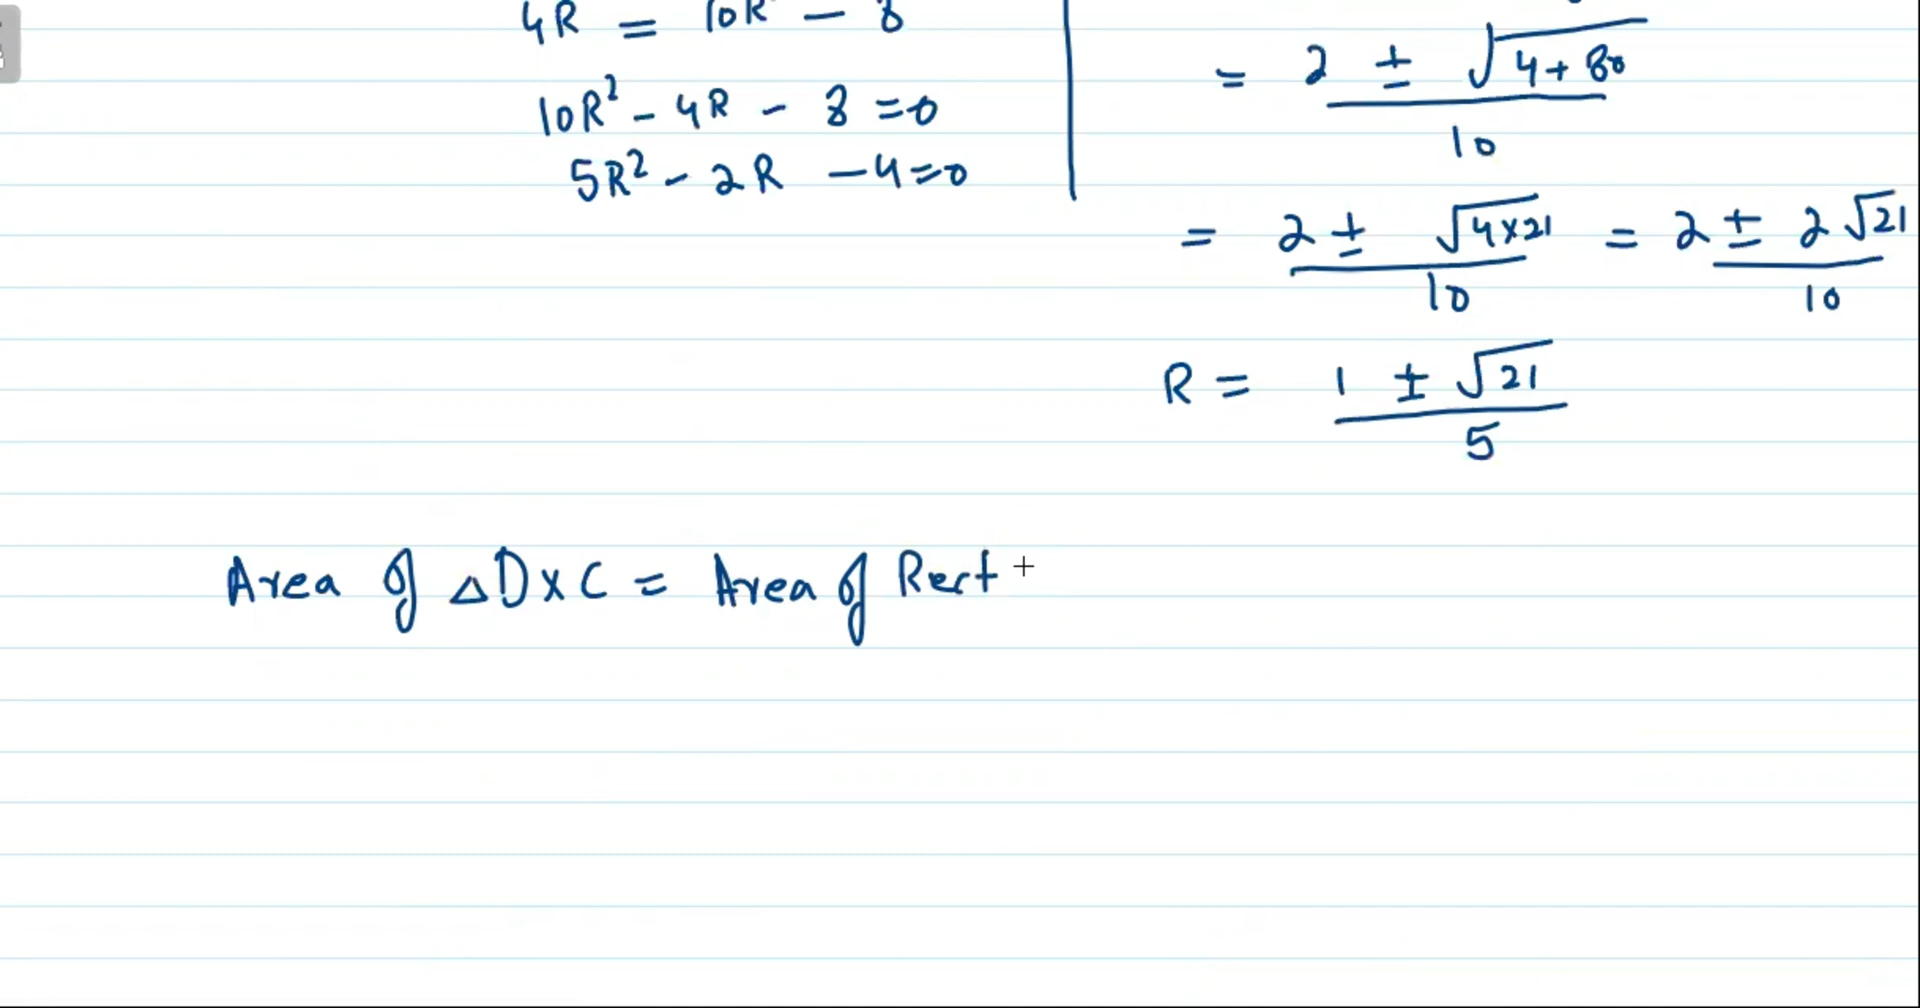 4R = 10R² - 8
10R² - 4R - 8 = 0
5R² - 2R - 4 = 0
= 2 ± √4+80
10
= 2 ± √4×21 = 2 ± 2√21
10 10
R = 1 ± √21
5
Area of △DXC = Area of Rect